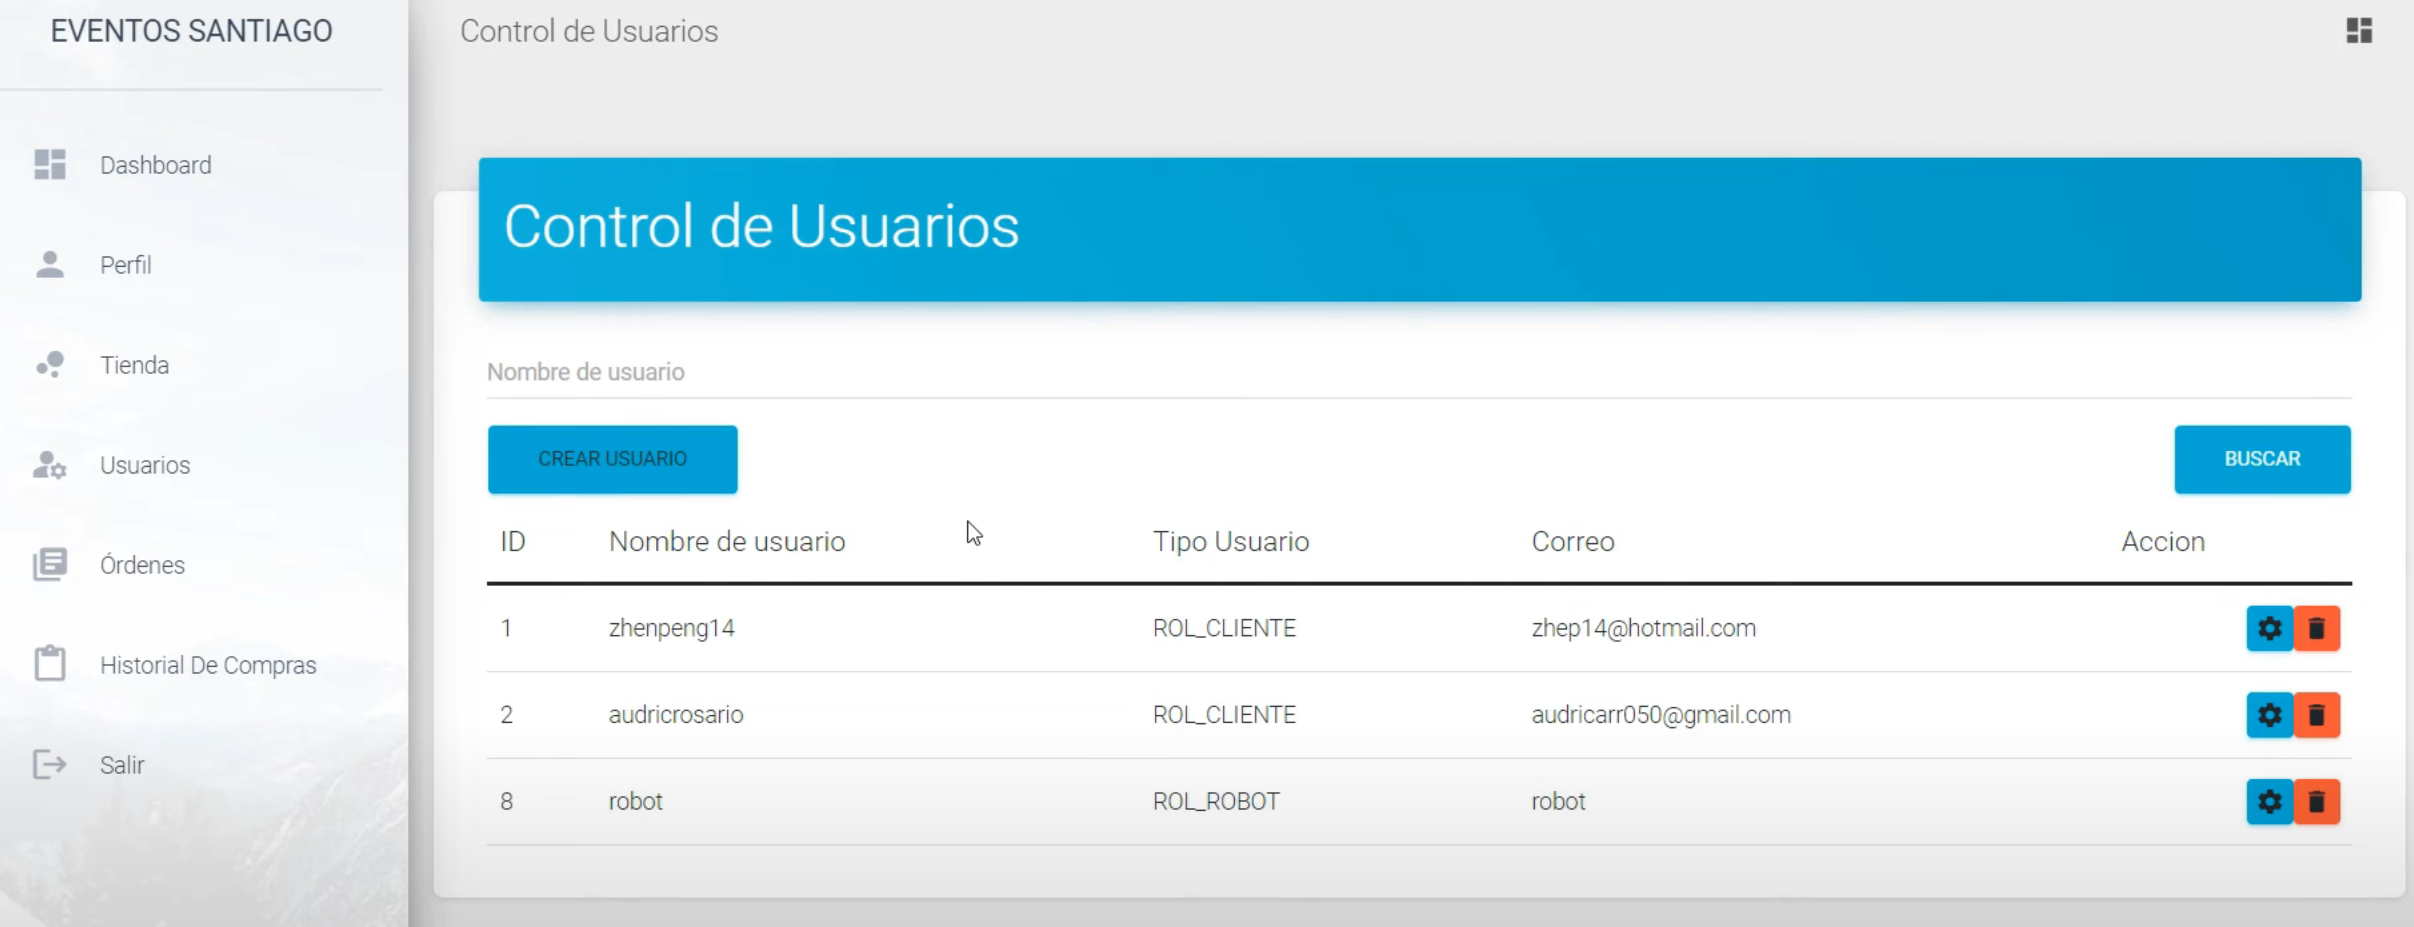 EVENTOS SANTIAGO
Dashboard
Perfil
Tienda
Usuarios
Órdenes
Historial De Compras
Salir
Control de Usuarios
Control de Usuarios
Nombre de usuario
CREAR USUARIO
BUSCAR
ID Nombre de usuario Tipo Usuario Correo Accion
1 zhenpeng14 ROL_CLIENTE zhep14@hotmail.com
2 audricrosario ROL_CLIENTE audricarr050@gmail.com
8 robot ROL_ROBOT robot